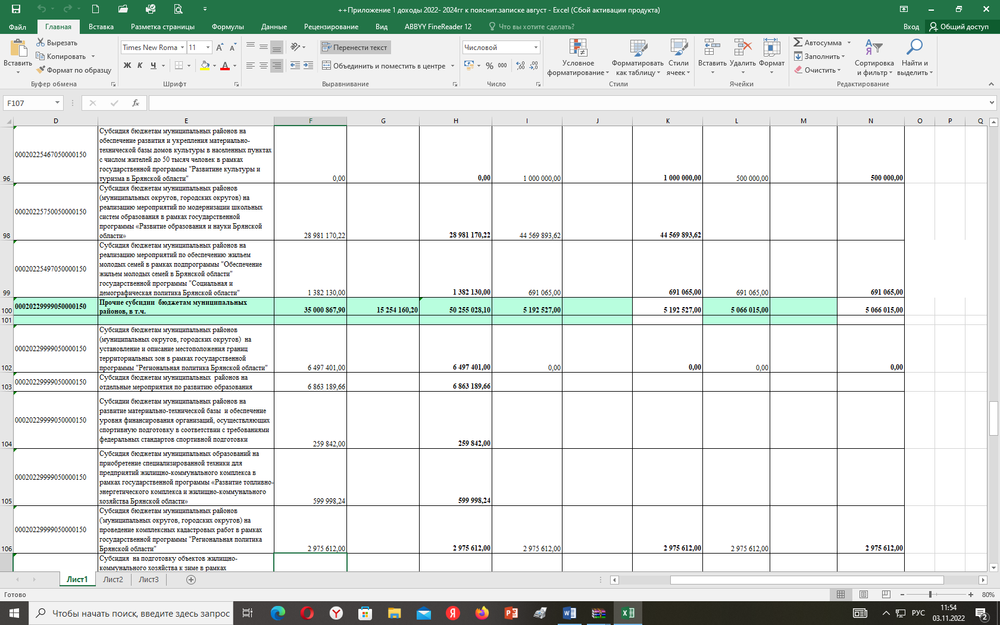 ++Приложение 1 доходы 2022- 2024гг к пояснит.записке август - Excel (Сбой активации продукта)
Файл Главная Вставка Разметка страницы Формулы Данные Рецензирование Вид ABBYY FineReader 12 Что вы хотите сделать? Вход Общий доступ
Вставить
Вырезать
Копировать
Формат по образцу
Буфер обмена
Times New Roma 11
Ж К Ч
Шрифт
Перенести текст
Объединить и поместить в центре
Выравнивание
Числовой
% 000
Число
Условное форматирование
Форматировать как таблицу
Стили ячеек
Стили
Вставить Удалить Формат
Ячейки
Автосумма
Заполнить
Очистить
Сортировка и фильтр
Найти и выделить
Редактирование
F107 fx
D E F G H I J K L M N O P Q
Субсидия бюджетам муниципальных районов на
обеспечение развития и укрепления материально-
технической базы домов культуры в населенных пунктах
с числом жителей до 50 тысяч человек в рамках
государственной программы "Развитине культуры и
туризма в Брянской области"
96 00020225467050000150 0,00 0,00 1 000 000,00 1 000 000,00 500 000,00 500 000,00
Субсидия бюджетам муниципальных районов
(муниципальных округов, городских округов) на
реализацию мероприятий по модернизации школьных
систем образования в рамках государственной
программы «Развитие образования и науки Брянской
области»
98 00020225750050000150 28 981 170,22 28 981 170,22 44 569 893,62 44 569 893,62
Субсидия бюджетам муниципальных районов на
реализацию мероприятий по обеспечению жильем
молодых семей в рамках подпрограммы "Обеспечение
жильем молодых семей в Брянской области"
государственной программы "Социальная и
демографическая политика Брянской области"
99 00020225497050000150 1 382 130,00 1 382 130,00 691 065,00 691 065,00 691 065,00 691 065,00
Прочие субсидии бюджетам муниципальных
районов, в т.ч.
100 00020229999050000150 35 000 867,90 15 254 160,20 50 255 028,10 5 192 527,00 5 192 527,00 5 066 015,00 5 066 015,00
101
Субсидия бюджетам муниципальных районов
(муниципальных округов, городских округов) на
установление и описание местоположения границ
территориальных зон в рамках государственной
программы "Региональная политика Брянской области"
102 00020229999050000150 6 497 401,00 6 497 401,00 0,00 0,00 0,00 0,00
Субсидия бюджетам муниципальных районов на
отдельные мероприятия по развитию образования
103 00020229999050000150 6 863 189,66 6 863 189,66
Субсидии бюджетам муниципальных районов на
развитие материально-технической базы и обеспечение
уровня финансирования организаций, осуществляющих
спортивную подготовку в соответствии с требованиями
федеральных стандартов спортивной подготовки
104 00020229999050000150 259 842,00 259 842,00
Субсидия бюджетам муниципальных образований на
приобретение специализированной техники для
предприятий жилищно-коммунального комплекса в
рамках государственной программы «Развитие топливно-
энергетического комплекса и жилищно-коммунального
хозяйства Брянской области»
105 00020229999050000150 599 998,24 599 998,24
Субсидия бюджетам муниципальных районов
('муниципальных округов, городских округов) на
проведение комплексных кадастровых работ в рамках
государственной программы "Региональная политика
Брянской области"
106 00020229999050000150 2 975 612,00 2 975 612,00 2 975 612,00 2 975 612,00 2 975 612,00 2 975 612,00
Субсидия на подготовку объектов жилищно-
коммунального хозяйства к зиме в рамках
Лист1 Лист2 Лист3
Готово 80%
Чтобы начать поиск, введите здесь запрос
РУС
11:54
03.11.2022
2